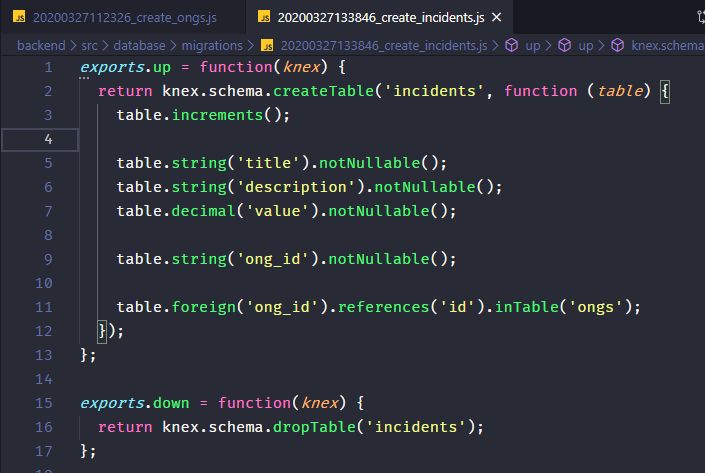 20200327112326_create_ongs.js
JS 20200327133846_create_incidents.js
backend > src > database > migrations > JS 20200327133846_create_incidents.js > up > up > knex.schema
1 exports.up = function(knex) {
2 return knex.schema.createTable('incidents', function (table) {
3 table.increments();
4
5 table.string('title').notNullable();
6 table.string('description').notNullable();
7 table.decimal('value').notNullable();
8
9 table.string('ong_id').notNullable();
10
11 table.foreign('ong_id').references('id').inTable('ongs');
12 });
13 };
14
15 exports.down = function(knex) {
16 return knex.schema.dropTable('incidents');
17 };